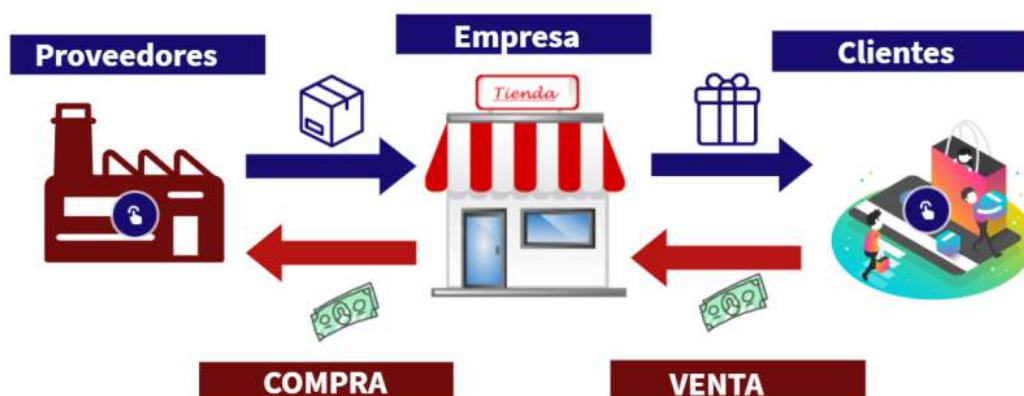 Proveedores
Empresa
Clientes
Tienda
COMPRA
VENTA